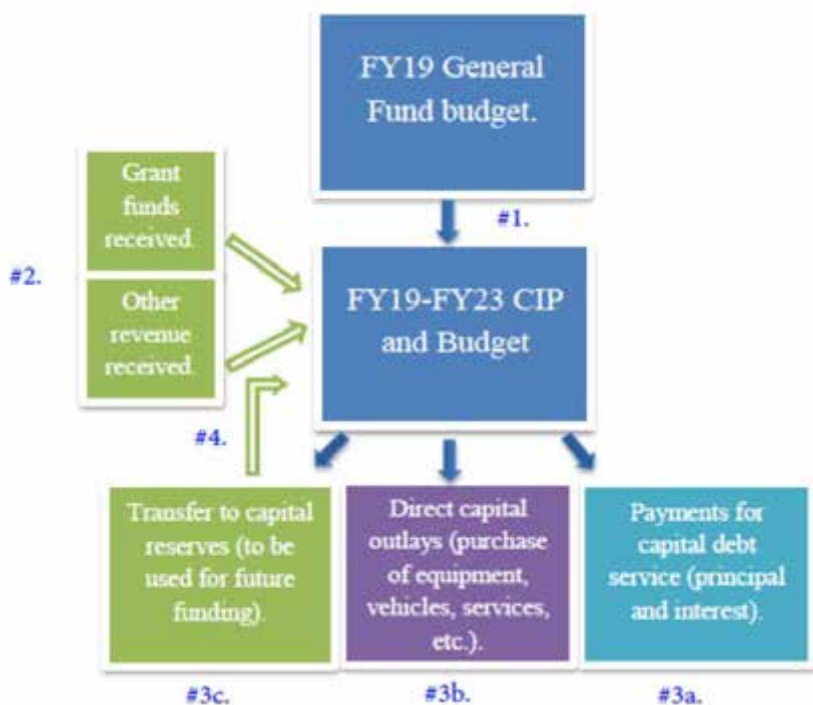 FY19 General
Fund budget.
#1.
Grant
funds
received.
#2.
Other
revenue
received.
FY19-FY23 CIP
and Budget
#4.
Transfer to capital
reserves (to be
used for future
funding).
Direct capital
outlays (purchase
of equipment,
vehicles, services,
etc.).
Payments for
capital debt
service (principal
and interest).
#3c.
#3b.
#3a.